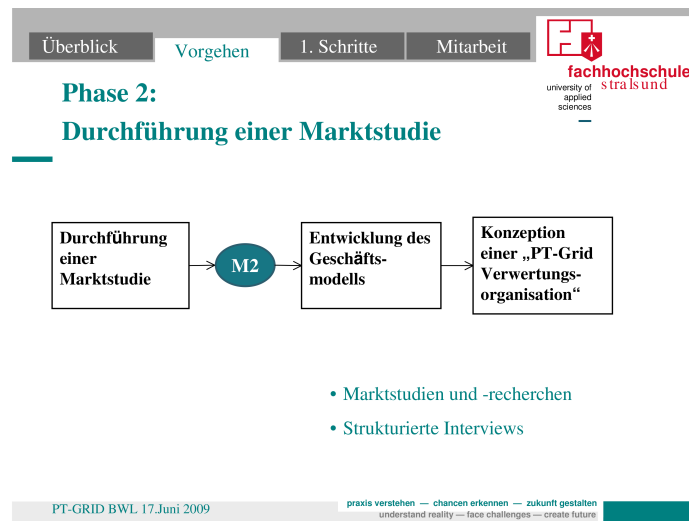 Überblick
Vorgehen
1. Schritte
Mitarbeit
fachhochschule
stralsund
university of
applied
sciences
Phase 2:
Durchführung einer Marktstudie
Durchführung
einer
Marktstudie
M2
Entwicklung des
Geschäfts-
modells
Konzeption
einer „PT-Grid
Verwertungs-
organisation“
• Marktstudien und -recherchen
• Strukturierte Interviews
PT-GRID BWL 17.Juni 2009
praxis verstehen — chancen erkennen — zukunft gestalten
understand reality — face challenges — create future